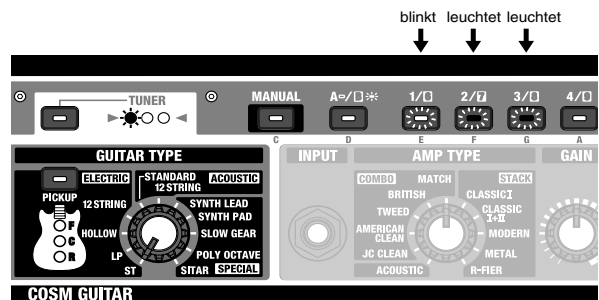 blinkt leuchtet leuchtet
TUNER
MANUAL
1/
2/7
3/
4/
C D E F G A
GUITAR TYPE
INPUT
AMP TYPE
GAIN
ELECTRIC
STANDARD
ACOUSTIC
12 STRING
PICKUP
12 STRING
SYNTH LEAD
SYNTH PAD
F
HOLLOW
SLOW GEAR
C
R
LP
POLY OCTAVE
ST
SITAR
SPECIAL
COMBO
MATCH
STACK
BRITISH
CLASSIC I
TWEED
CLASSIC I+II
AMERICAN CLEAN
MODERN
JC CLEAN
METAL
ACOUSTIC
R-FIER
COSM GUITAR